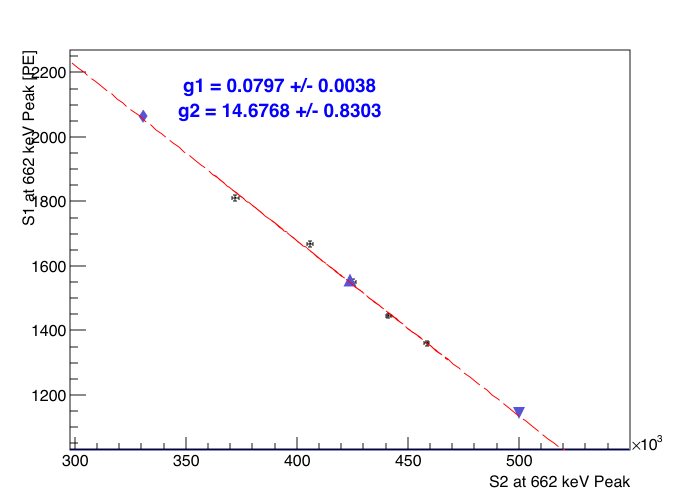 g1 = 0.0797 +/- 0.0038
g2 = 14.6768 +/- 0.8303
S1 at 662 keV Peak [PE]
2200
2000
1800
1600
1400
1200
300 350 400 450 500
×10³
S2 at 662 keV Peak